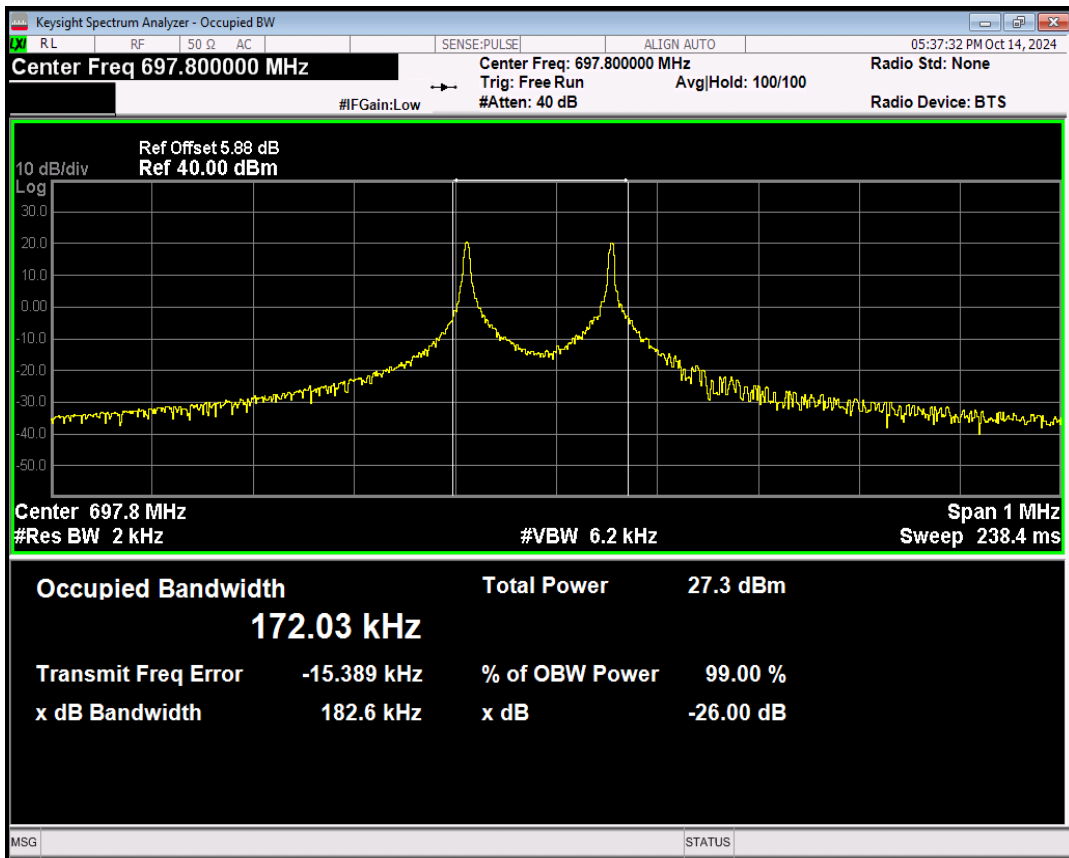 Keysight Spectrum Analyzer - Occupied BW
LXI RL RF 50 Ω AC SENSE:PULSE ALIGN AUTO 05:37:32 PM Oct 14, 2024
Center Freq 697.800000 MHz Center Freq: 697.800000 MHz Radio Std: None
Trig: Free Run Avg|Hold: 100/100
#IFGain:Low #Atten: 40 dB Radio Device: BTS
Ref Offset 5.88 dB
10 dB/div Ref 40.00 dBm
Log
30.0
20.0
10.0
0.00
-10.0
-20.0
-30.0
-40.0
-50.0
Center 697.8 MHz Span 1 MHz
#Res BW 2 kHz #VBW 6.2 kHz Sweep 238.4 ms
Occupied Bandwidth Total Power 27.3 dBm
172.03 kHz
Transmit Freq Error -15.389 kHz % of OBW Power 99.00 %
x dB Bandwidth 182.6 kHz x dB -26.00 dB
MSG STATUS